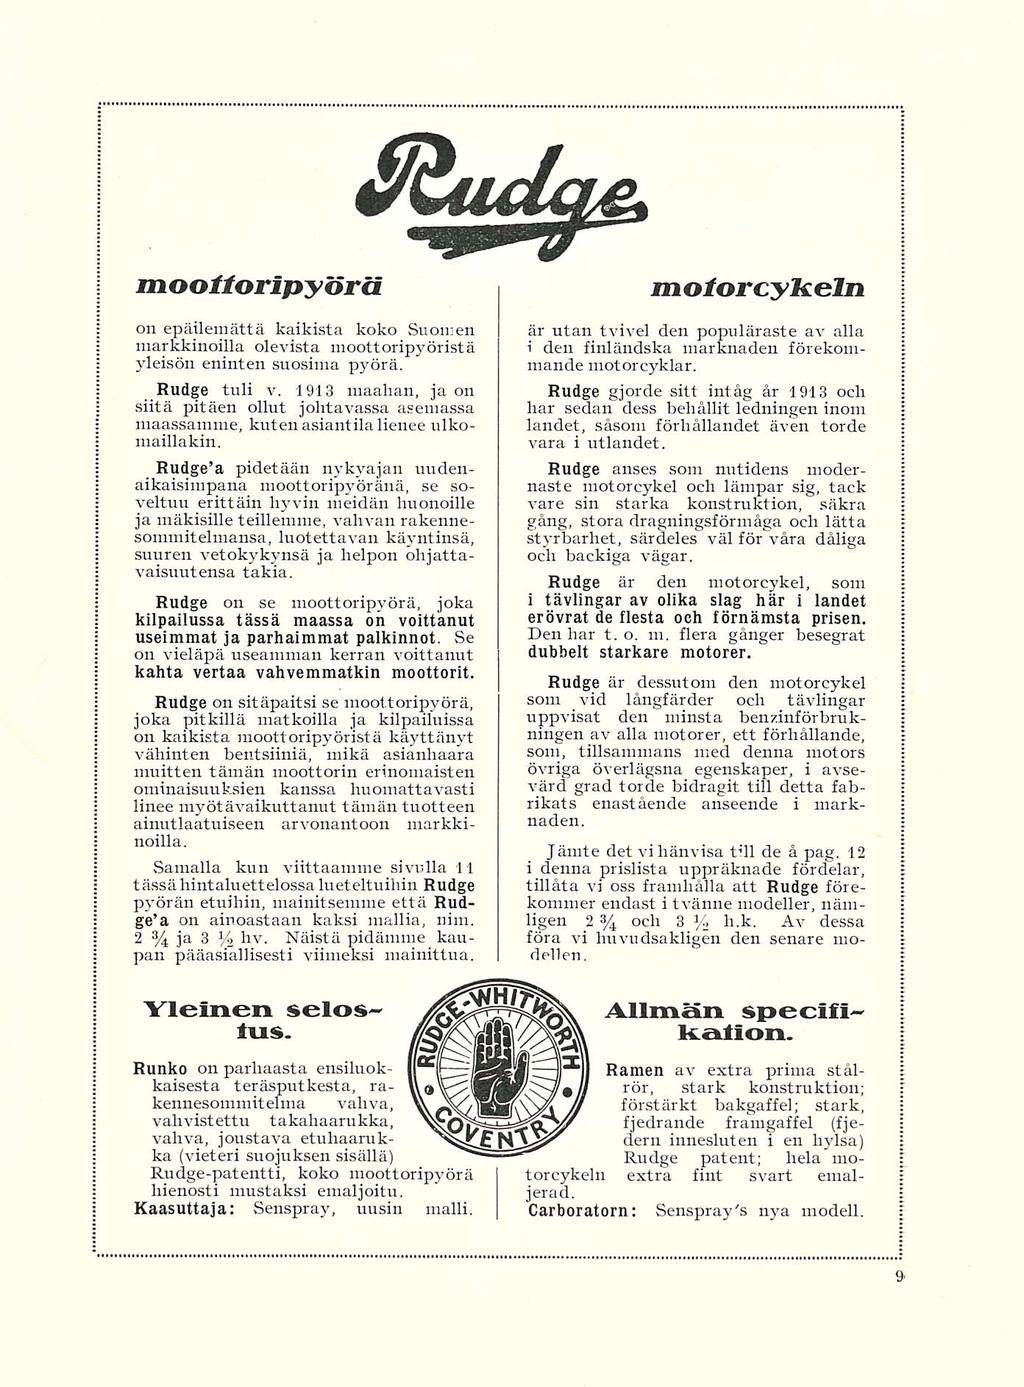 Rudge
moottoripyörä
on epäilemättä kaikista koko Suomen
markkinoilla olevista moottoripyöristä
yleisön eninten suosima pyörä.
Rudge tuli v. 1913 maahan, ja on
siitä pitäen ollut johtavassa asemassa
maassamme, kuten asiantila lienee ulko-
maillakin.
Rudge'a pidetään nykyajan uuden-
aikaisimpana moottoripyöränä, se so-
veltuu erittäin hyvin meidän huonoille
ja mäkisille teillemme, vahvan rakenne-
sommitelmansa, luotettavan käyntinsä,
suuren vetokykynsä ja helpon ohjatta-
vaisuutensa takia.
Rudge on se moottoripyörä, joka
kilpailussa tässä maassa on voittanut
useimmat ja parhaimmat palkinnot. Se
on vieläpä useamman kerran voittanut
kahta vertaa vahvemmatkin moottorit.
Rudge on sitäpaitsi se moottoripyörä,
joka pitkillä matkoilla ja kilpailuissa
on kaikista moottoripyöristä käyttänyt
vähinten bentsiiniä, mikä asianhaara
muitten tämän moottorin erinomaisten
ominaisuuksien kanssa huomattavasti
linee myötävaikuttanut tämän tuotteen
ainutlaatuiseen arvonantoon markki-
noilla.
Samalla kun viittaamme sivulla 11
tässä hintaluettelossa lueteltuihin Rudge
pyörän etuihin, mainitsemme että Rud-
ge'a on ainoastaan kaksi mallia, nim.
2 ¾ ja 3 ½ hv. Näistä pidämme kau-
pan pääasiallisesti viimeksi mainittua.
motorcykeln
är utan tvivel den populäraste av alla
i den finländska marknaden förekom-
mande motorcyklar.
Rudge gjorde sitt intåg år 1913 och
har sedan dess behållit ledningen inom
landet, såsom förhållandet även torde
vara i utlandet.
Rudge anses som nutidens moder-
naste motorcykel och lämpar sig, tack
vare sin starka konstruktion, säkra
gång, stora dragningsförmåga och lätta
styrbarhet, särdeles väl för våra dåliga
och backiga vägar.
Rudge är den motorcykel, som
i tävlingar av olika slag här i landet
erövrat de flesta och förnämsta prisen.
Den har t. o. m. flera gånger besegrat
dubbelt starkare motorer.
Rudge är dessutom den motorcykel
som vid långfärder och tävlingar
uppvisat den minsta benzinförbruk-
ningen av alla motorer, ett förhållande,
som, tillsammans med denna motors
övriga överlägsna egenskaper, i avse-
värd grad torde bidragit till detta fab-
rikats enastående anseende i mark-
naden.
Jämte det vi hänvisa till de å pag. 12
i denna prislista uppräknade fördelar,
tillåta vi oss framhålla att Rudge före-
kommer endast i tvänne modeller, näm-
ligen 2 ¾ och 3 ½ h.k. Av dessa
föra vi huvudsakligen den senare mo-
dellen.
Yleinen selos-
tus.
Runko on parhaasta ensiluok-
kaisesta teräsputkesta, ra-
kennesommitelma vahva,
vahvistettu takahaarukka,
vahva, joustava etuhaaruk-
ka (vieteri suojuksen sisällä)
Rudge-patentti, koko moottoripyörä
hienosti mustaksi emaljoitu.
Kaasuttaja: Senspray, uusin malli.
RUDGE-WHITWORTH
COVENTRY
Allmän specifi-
kation.
Ramen av extra prima stål-
rör, stark konstruktion;
förstärkt bakgaffel; stark,
fjedrande framgaffel (fje-
dern innesluten i en hylsa)
Rudge patent; hela mo-
torcykeln extra fint svart emal-
jerad.
Carboratorn: Senspray's nya modell.
9